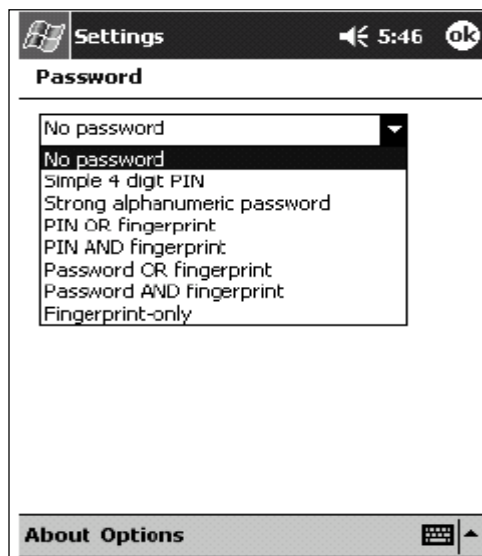 Settings 5:46 ok
Password
No password
No password
Simple 4 digit PIN
Strong alphanumeric password
PIN OR fingerprint
PIN AND fingerprint
Password OR fingerprint
Password AND fingerprint
Fingerprint-only
About Options